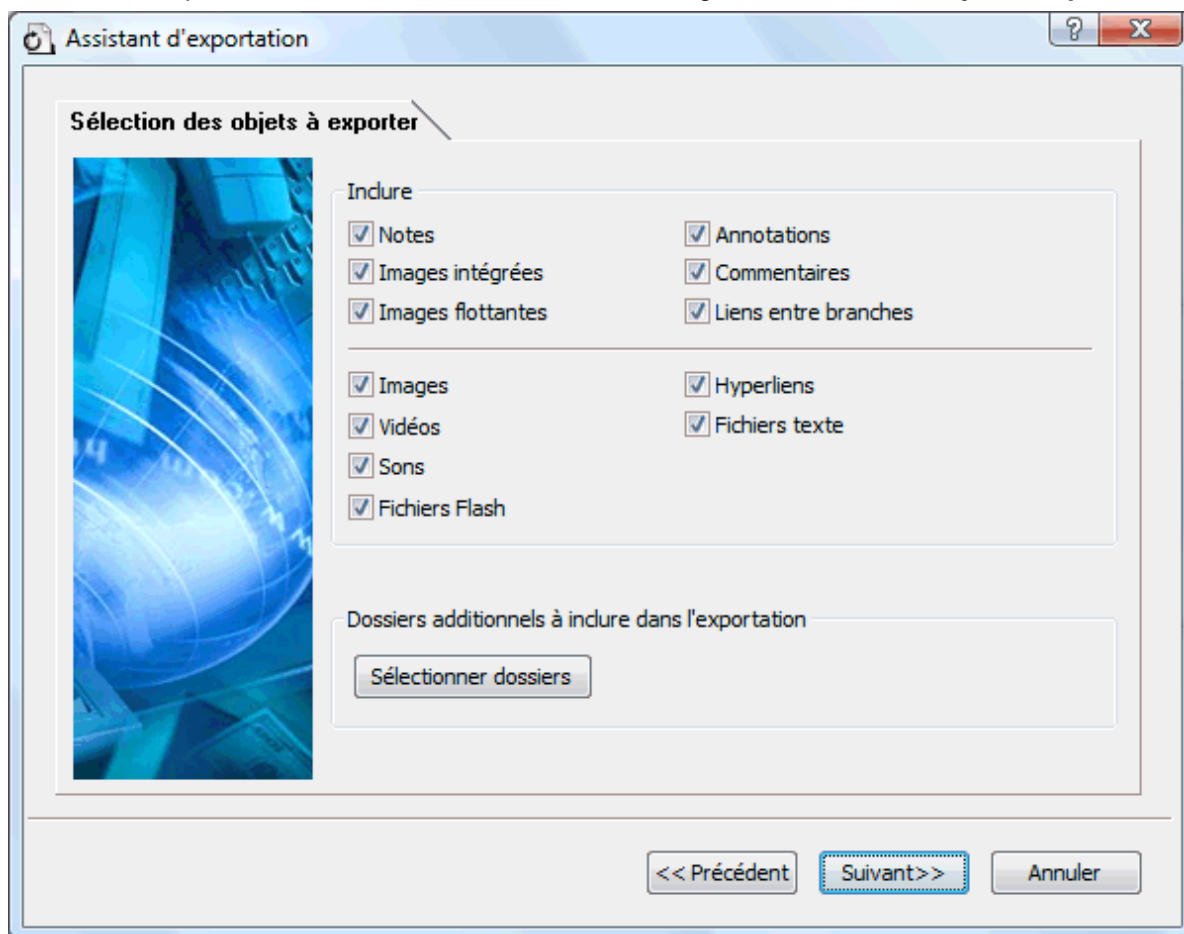 Assistant d'exportation
Sélection des objets à exporter
Inclure
Notes
Annotations
Images intégrées
Commentaires
Images flottantes
Liens entre branches
Images
Hyperliens
Vidéos
Fichiers texte
Sons
Fichiers Flash
Dossiers additionnels à inclure dans l'exportation
Sélectionner dossiers
<< Précédent
Suivant>>
Annuler